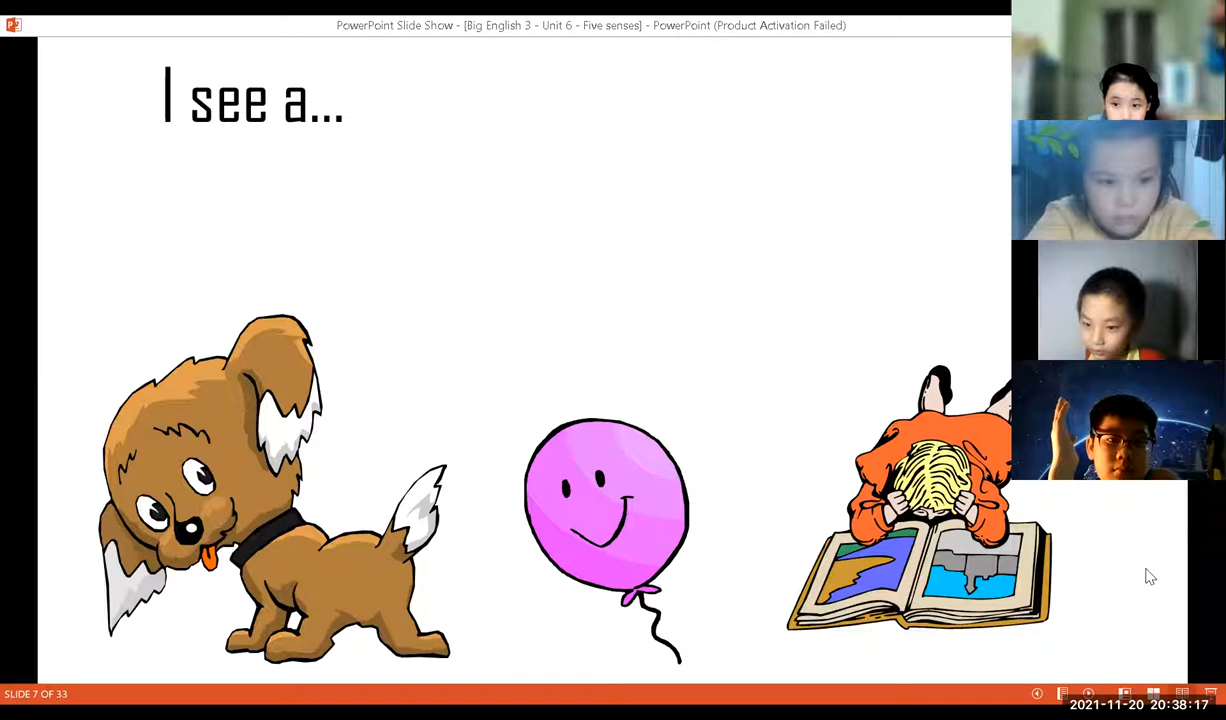 PowerPoint Slide Show - [Big English 3 - Unit 6 - Five senses] - PowerPoint (Product Activation Failed)
I see a...
SLIDE 7 OF 33
2021-11-20 20:38:17